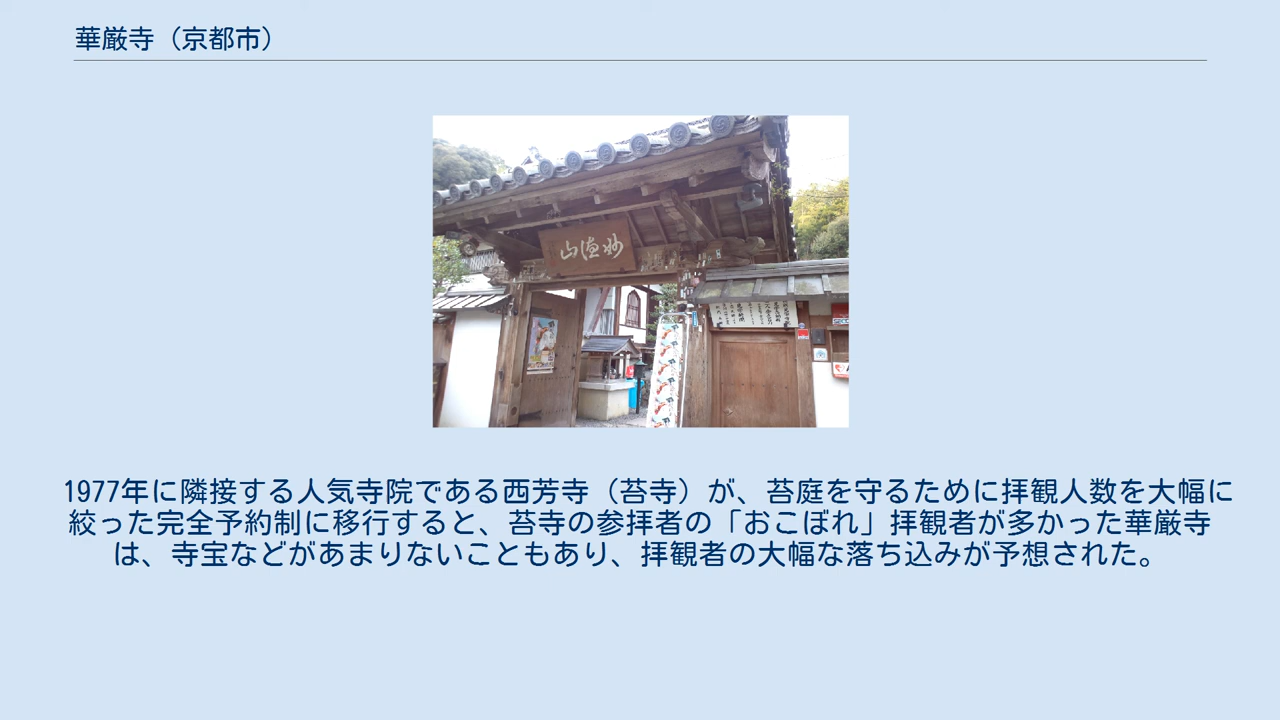 華厳寺（京都市）
山德妙
1977年に隣接する人気寺院である西芳寺（苔寺）が、苔庭を守るために拝観人数を大幅に
絞った完全予約制に移行すると、苔寺の参拝者の「おこぼれ」拝観者が多かった華厳寺
は、寺宝などがあまりないこともあり、拝観者の大幅な落ち込みが予想された。